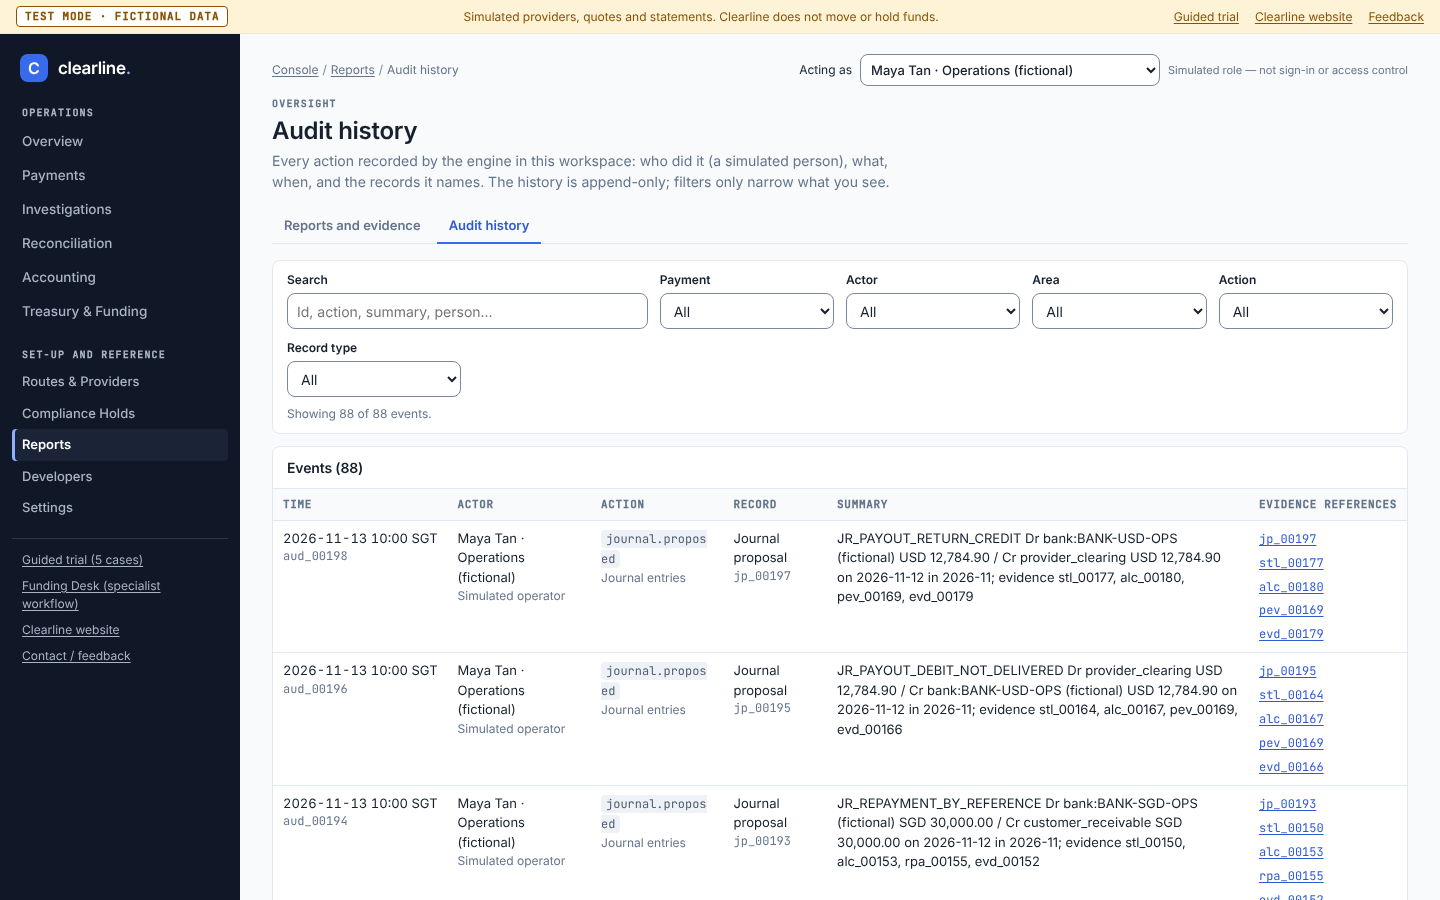 TEST MODE · FICTIONAL DATA
Simulated providers, quotes and statements. Clearline does not move or hold funds.
Guided trial
Clearline website
Feedback
C
clearline.
OPERATIONS
Overview
Payments
Investigations
Reconciliation
Accounting
Treasury & Funding
SET-UP AND REFERENCE
Routes & Providers
Compliance Holds
Reports
Developers
Settings
Guided trial (5 cases)
Funding Desk (specialist
workflow)
Clearline website
Contact / feedback
Console / Reports / Audit history
Acting as
Maya Tan · Operations (fictional)
Simulated role — not sign-in or access control
OVERSIGHT
Audit history
Every action recorded by the engine in this workspace: who did it (a simulated person), what,
when, and the records it names. The history is append-only; filters only narrow what you see.
Reports and evidence
Audit history
Search
Payment
Actor
Area
Action
Id, action, summary, person...
All
All
All
All
Record type
All
Showing 88 of 88 events.
Events (88)
TIME
ACTOR
ACTION
RECORD
SUMMARY
EVIDENCE REFERENCES
2026-11-13 10:00 SGT
aud_00198
Maya Tan ·
Operations
(fictional)
Simulated operator
journal.propos
ed
Journal entries
Journal
proposal
jp_00197
JR_PAYOUT_RETURN_CREDIT Dr bank:BANK-USD-OPS
(fictional) USD 12,784.90 / Cr provider_clearing USD 12,784.90
on 2026-11-12 in 2026-11; evidence stl_00177, alc_00180,
pev_00169, evd_00179
jp_00197
stl_00177
alc_00180
pev_00169
evd_00179
2026-11-13 10:00 SGT
aud_00196
Maya Tan ·
Operations
(fictional)
Simulated operator
journal.propos
ed
Journal entries
Journal
proposal
jp_00195
JR_PAYOUT_DEBIT_NOT_DELIVERED Dr provider_clearing USD
12,784.90 / Cr bank:BANK-USD-OPS (fictional) USD 12,784.90 on
2026-11-12 in 2026-11; evidence stl_00164, alc_00167, pev_00169,
evd_00166
jp_00195
stl_00164
alc_00167
pev_00169
evd_00166
2026-11-13 10:00 SGT
aud_00194
Maya Tan ·
Operations
(fictional)
Simulated operator
journal.propos
ed
Journal entries
Journal
proposal
jp_00193
JR_REPAYMENT_BY_REFERENCE Dr bank:BANK-SGD-OPS
(fictional) SGD 30,000.00 / Cr customer_receivable SGD
30,000.00 on 2026-11-12 in 2026-11; evidence stl_00150,
alc_00153, rpa_00155, evd_00152
jp_00193
stl_00150
alc_00153
rpa_00155
evd_00152